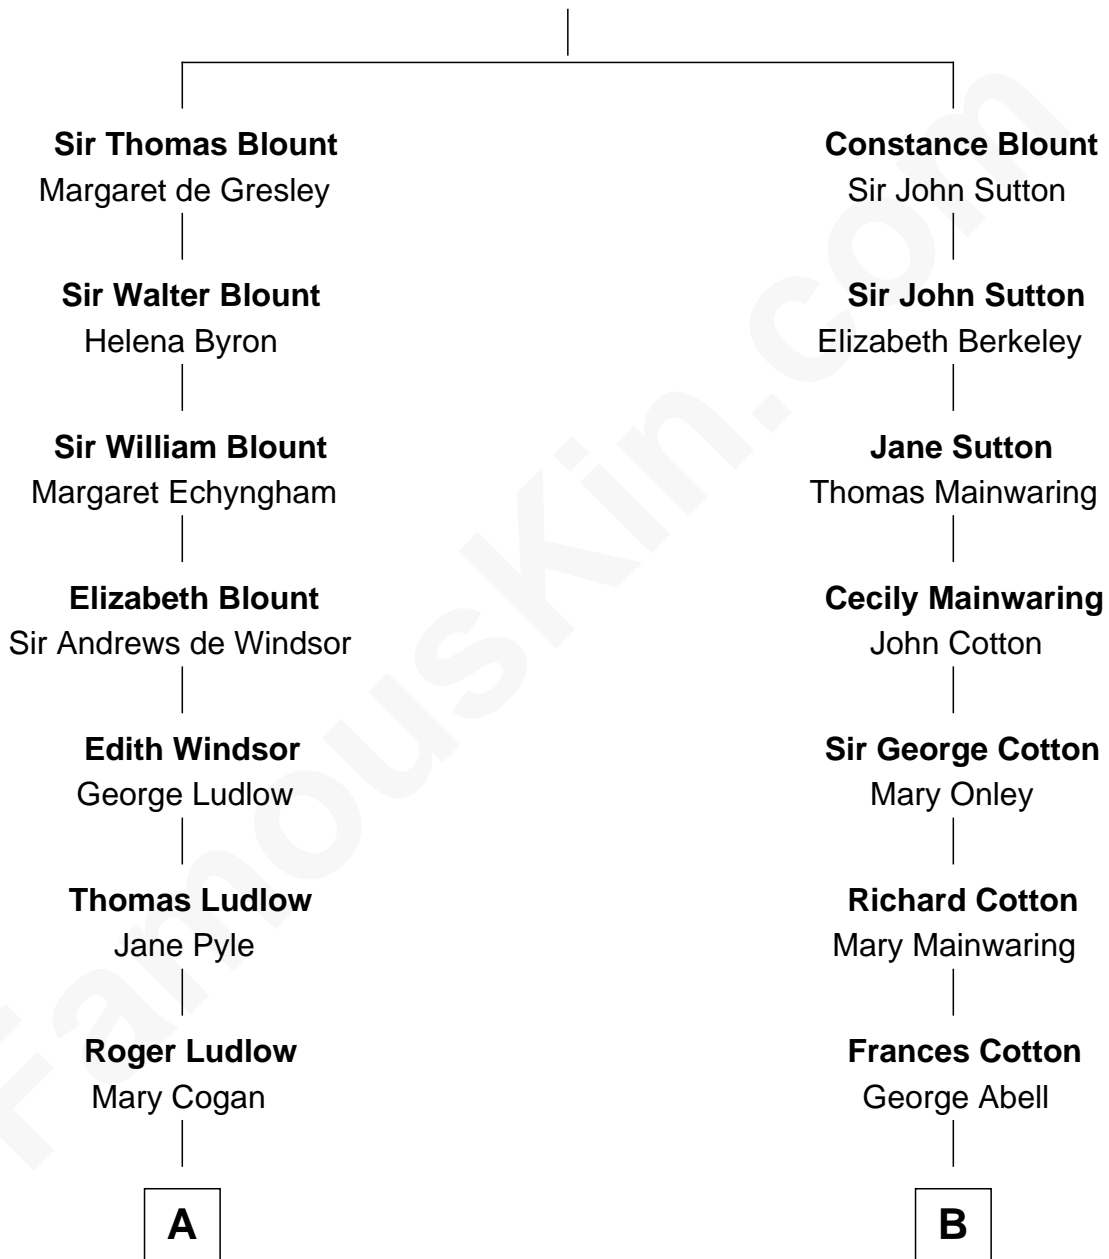 Sir Thomas Blount
Margaret de Gresley
Sir Walter Blount
Helena Byron
Sir William Blount
Margaret Echyngham
Elizabeth Blount
Sir Andrews de Windsor
Edith Windsor
George Ludlow
Thomas Ludlow
Jane Pyle
Roger Ludlow
Mary Cogan
A
Constance Blount
Sir John Sutton
Sir John Sutton
Elizabeth Berkeley
Jane Sutton
Thomas Mainwaring
Cecily Mainwaring
John Cotton
Sir George Cotton
Mary Onley
Richard Cotton
Mary Mainwaring
Frances Cotton
George Abell
B
FamousKin.com